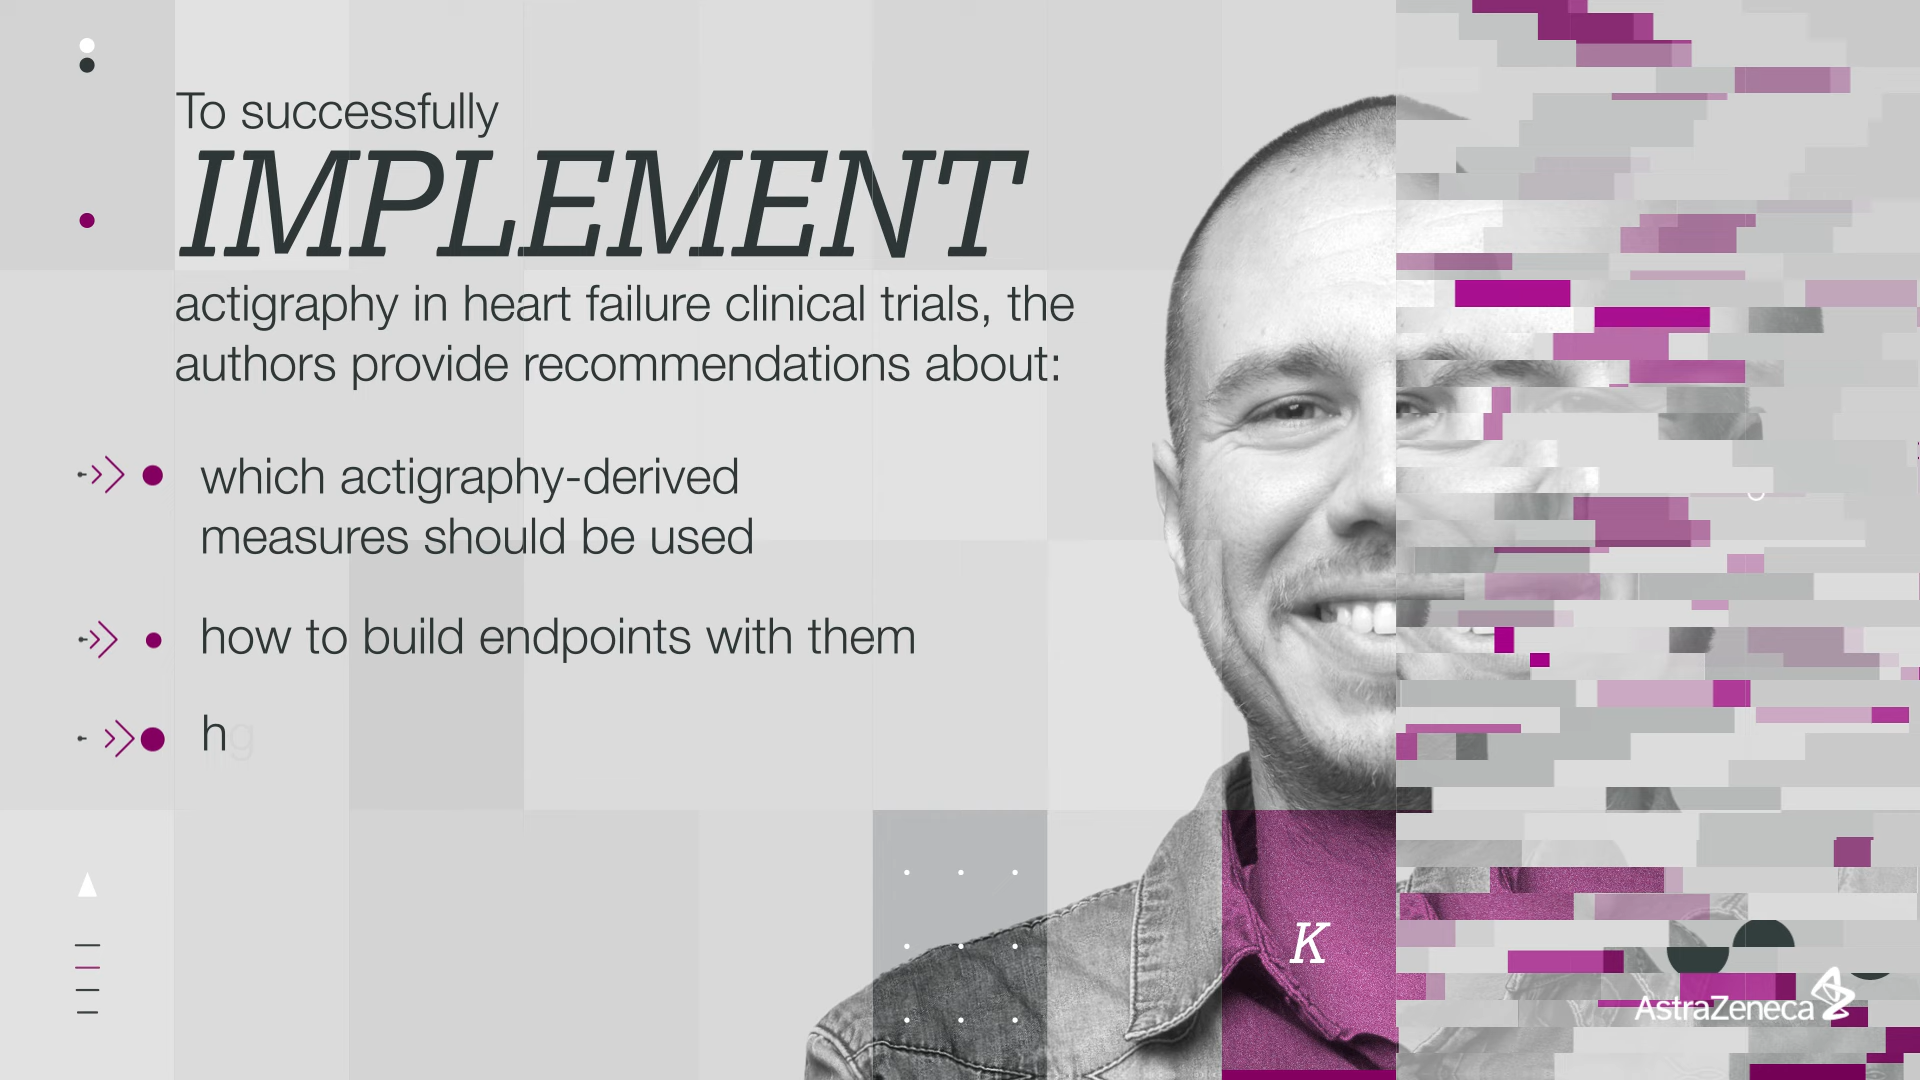 To successfully
IMPLEMENT
actigraphy in heart failure clinical trials, the
authors provide recommendations about:
which actigraphy-derived
measures should be used
how to build endpoints with them
h
K
AstraZeneca